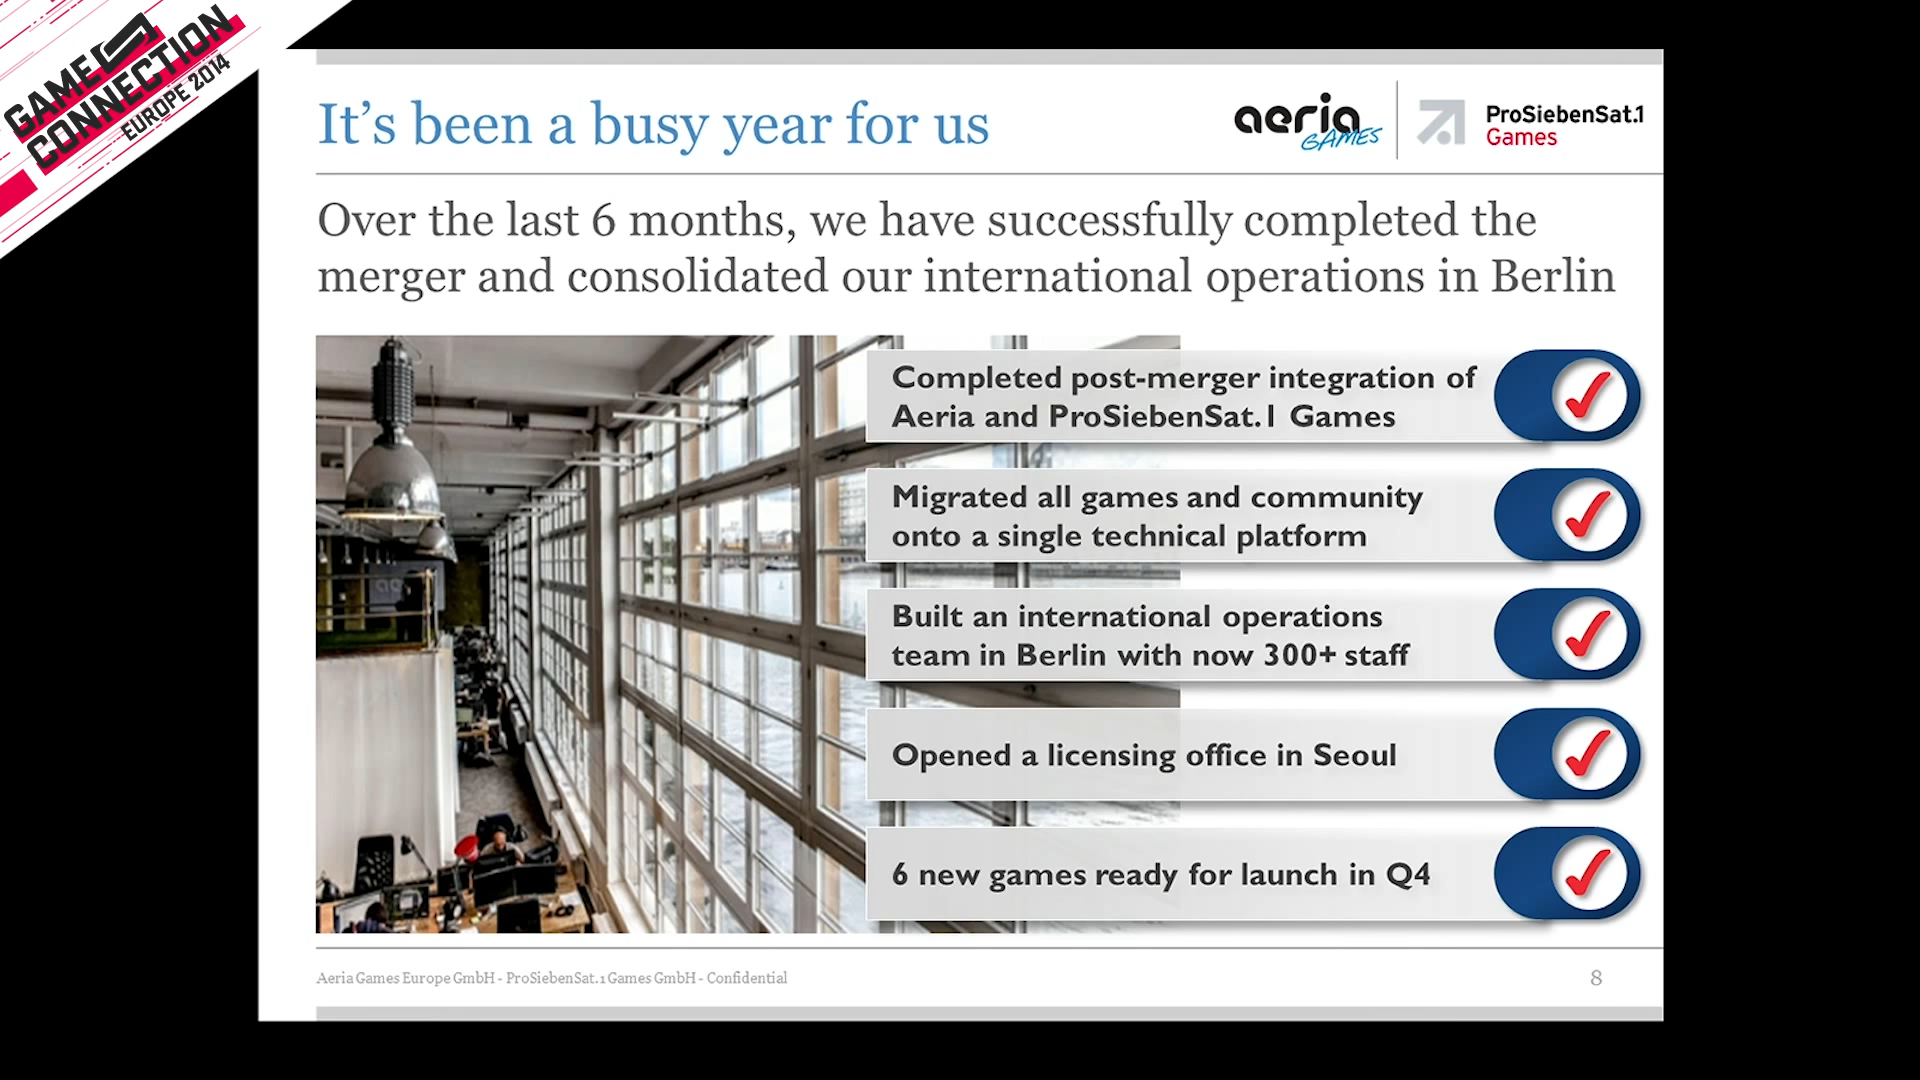 GAME
CONNECTION
EUROPE 2014
It's been a busy year for us
aeria
GAMES
ProSiebenSat.1
Games
Over the last 6 months, we have successfully completed the
merger and consolidated our international operations in Berlin
Completed post-merger integration of
Aeria and ProSiebenSat.1 Games
Migrated all games and community
onto a single technical platform
Built an international operations
team in Berlin with now 300+ staff
Opened a licensing office in Seoul
6 new games ready for launch in Q4
Aeria Games Europe GmbH - ProSiebenSat.1 Games GmbH - Confidential
8